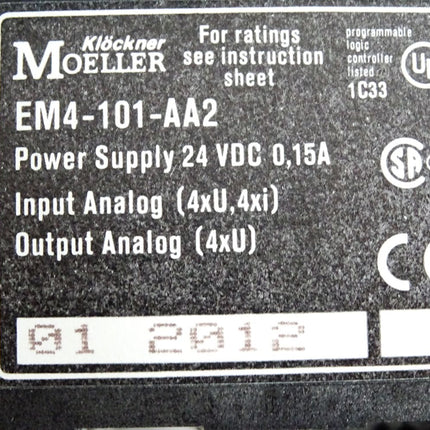 Klöckner
MOELLER
For ratings
see instruction
sheet
programmable
logic
controller
listed
1C33
EM4-101-AA2
Power Supply 24 VDC 0,15A
Input Analog (4xU,4xi)
Output Analog (4xU)
01 2012